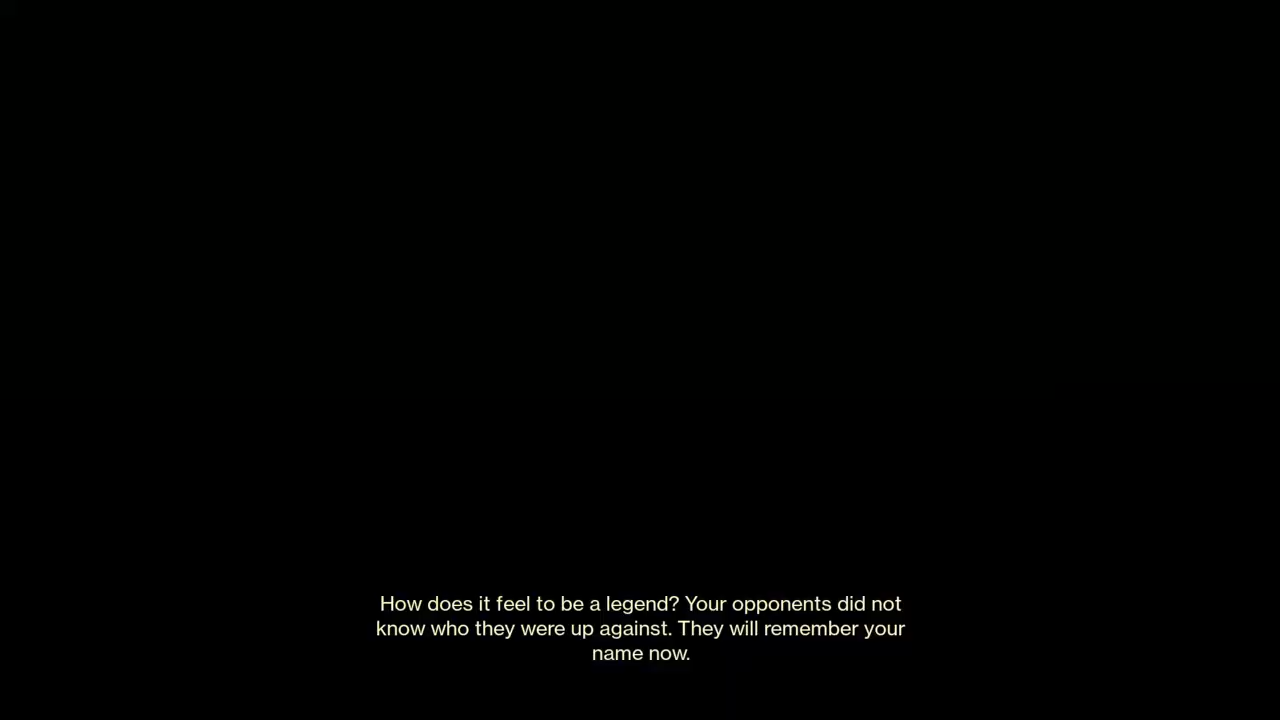 How does it feel to be a legend? Your opponents did not
know who they were up against. They will remember your
name now.